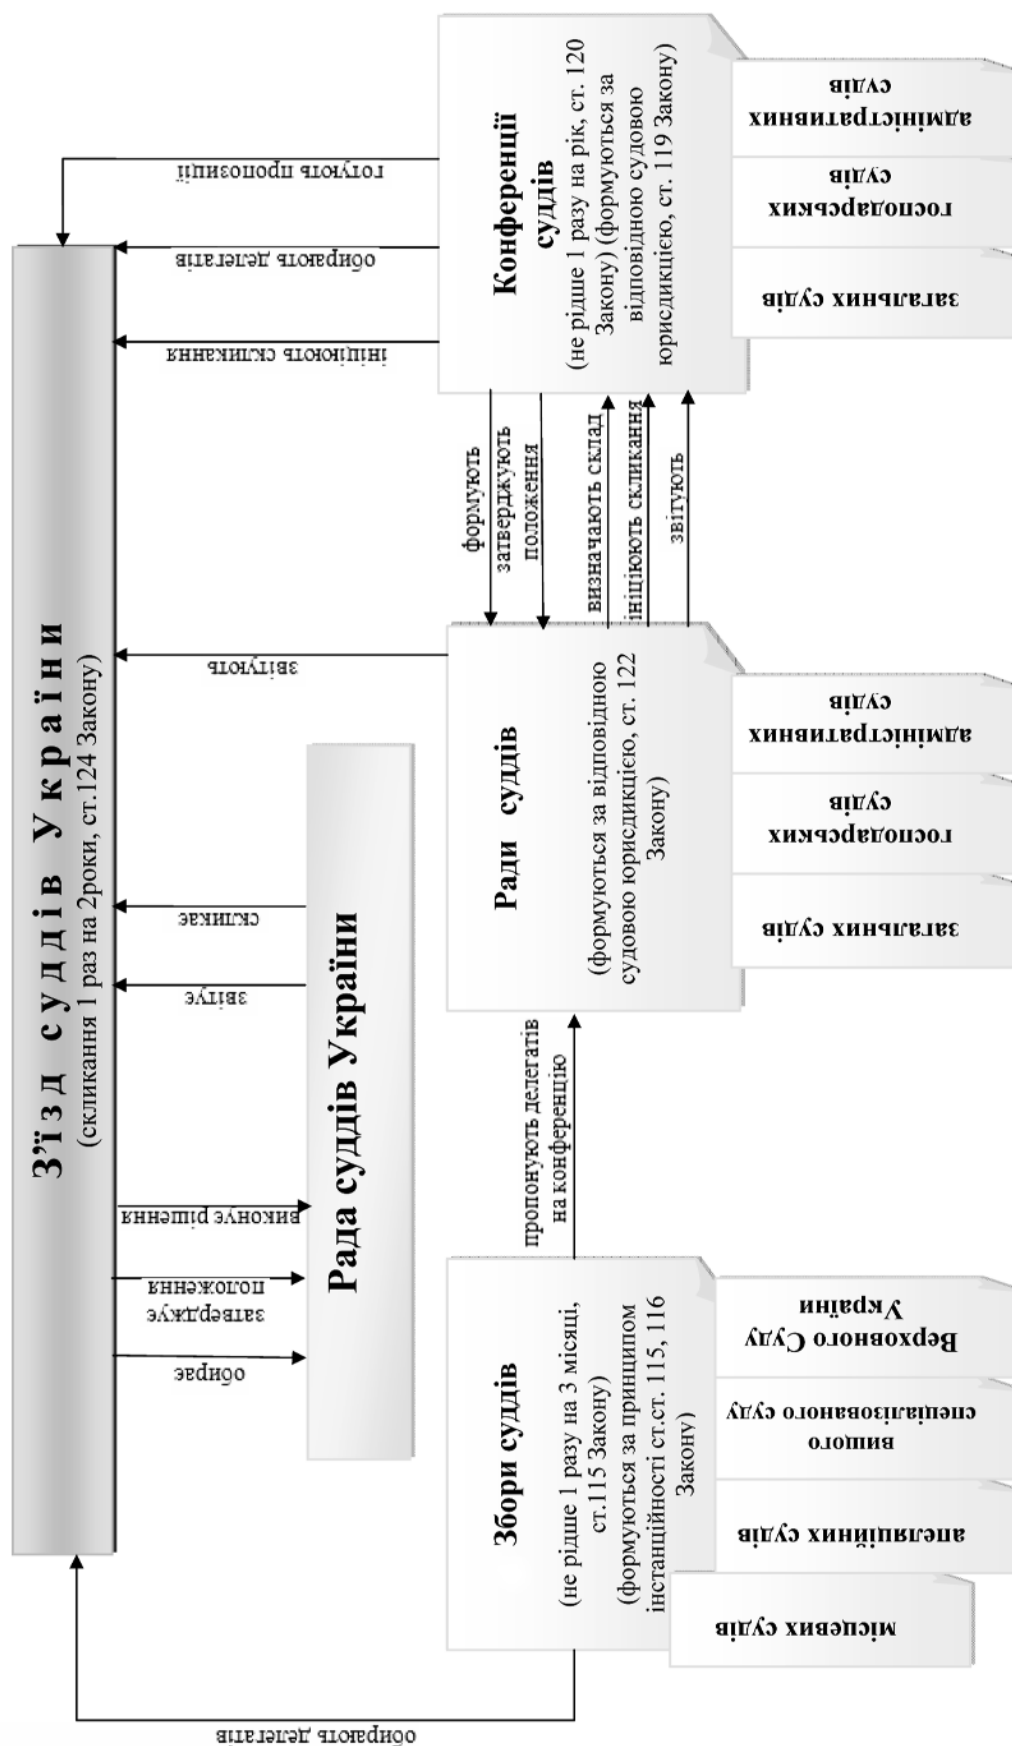 З’їзд суддів України
(скликання 1 раз на 2роки, ст.124 Закону)
обирають делегатів
обирає
затверджує
положення
виконує рішення
звітує
скликає
звітують
ініціюють скликання
обирають делегатів
готують пропозиції
Рада суддів України
Збори суддів
(не рідше 1 разу на 3 місяці,
ст.115 Закону)
(формуються за принципом
інстанційності ст.ст. 115, 116
Закону)
місцевих судів
апеляційних судів
вищого
спеціалізованого суду
Верховного Суду
України
пропонують делегатів
на конференцію
Ради суддів
(формуються за відповідною
судовою юрисдикцією, ст. 122
Закону)
загальних судів
господарських
судів
адміністративних
судів
формують
затверджують
положення
визначають склад
ініціюють скликання
звітують
Конференції
суддів
(не рідше 1 разу на рік, ст. 120
Закону) (формуються за
відповідною судовою
юрисдикцією, ст. 119 Закону)
загальних судів
господарських
судів
адміністративних
судів